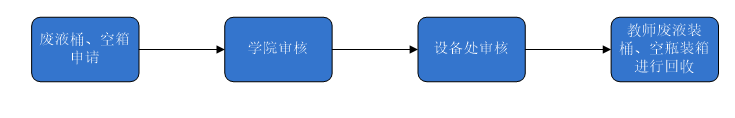 废液桶、空箱
申请
学院审核
设备处审核
教师废液装
桶、空瓶装箱
进行回收